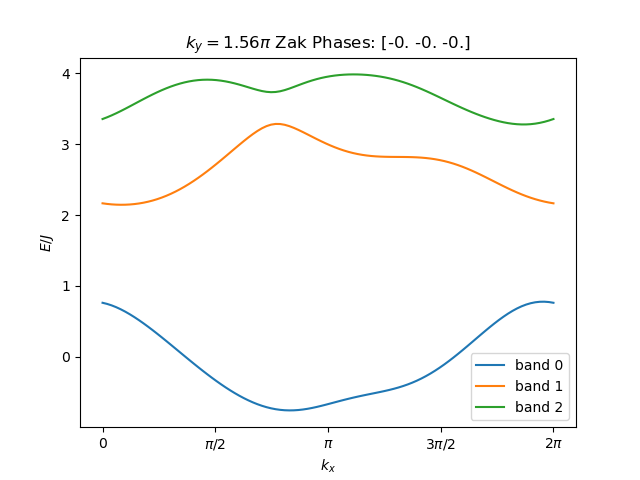 k_y = 1.56π Zak Phases: [-0. -0. -0.]
4
3
2
1
0
E/J
0 π/2 π 3π/2 2π
k_x
band 0
band 1
band 2